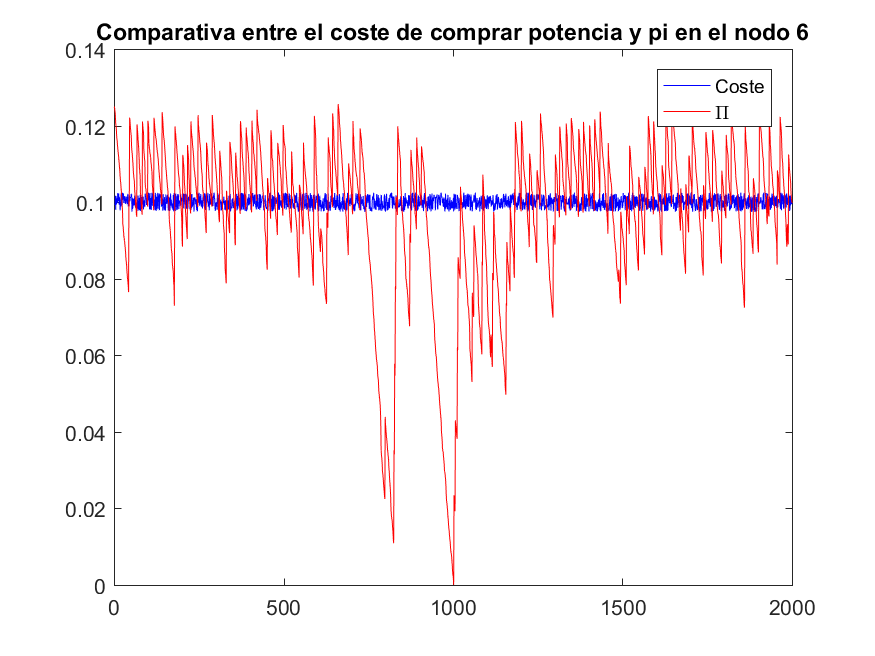 Comparativa entre el coste de comprar potencia y pi en el nodo 6
0.14
0.12
0.1
0.08
0.06
0.04
0.02
0
0 500 1000 1500 2000
Coste
Π